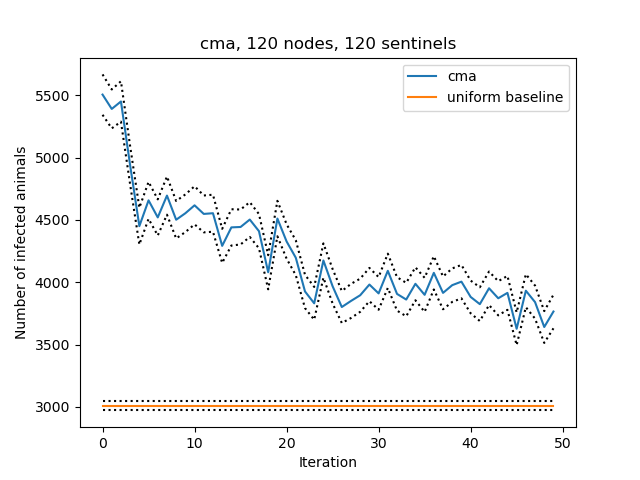 cma, 120 nodes, 120 sentinels
cma
uniform baseline
Number of infected animals
5500
5000
4500
4000
3500
3000
0 10 20 30 40 50
Iteration